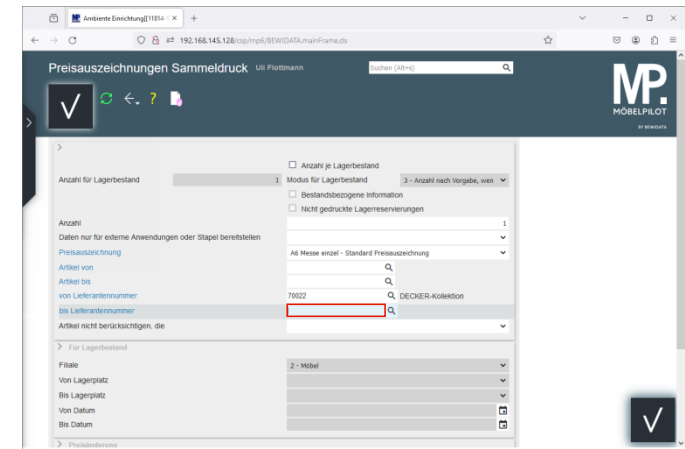 Ambiente Einrichtung[[11814-
192.168.145.128/csp/mp6/BEWIDATA.mainFrame.cls
Preisauszeichnungen Sammeldruck Uli Flottmann
Suchen (Alt+s)
MP.
MÖBELPILOT
BY BEWIDATA
Anzahl je Lagerbestand
Anzahl für Lagerbestand 1 Modus für Lagerbestand 3 - Anzahl nach Vorgabe, wen
Bestandsbezogene Information
Nicht gedruckte Lagerreservierungen
Anzahl 1
Daten nur für externe Anwendungen oder Stapel bereitstellen
Preisauszeichnung A6 Messe einzel - Standard Preisauszeichnung
Artikel von
Artikel bis
von Lieferantennummer 70022 DECKER-Kollektion
bis Lieferantennummer
Artikel nicht berücksichtigen, die
Für Lagerbestand
Filiale 2 - Möbel
Von Lagerplatz
Bis Lagerplatz
Von Datum
Bis Datum
Preisänderung